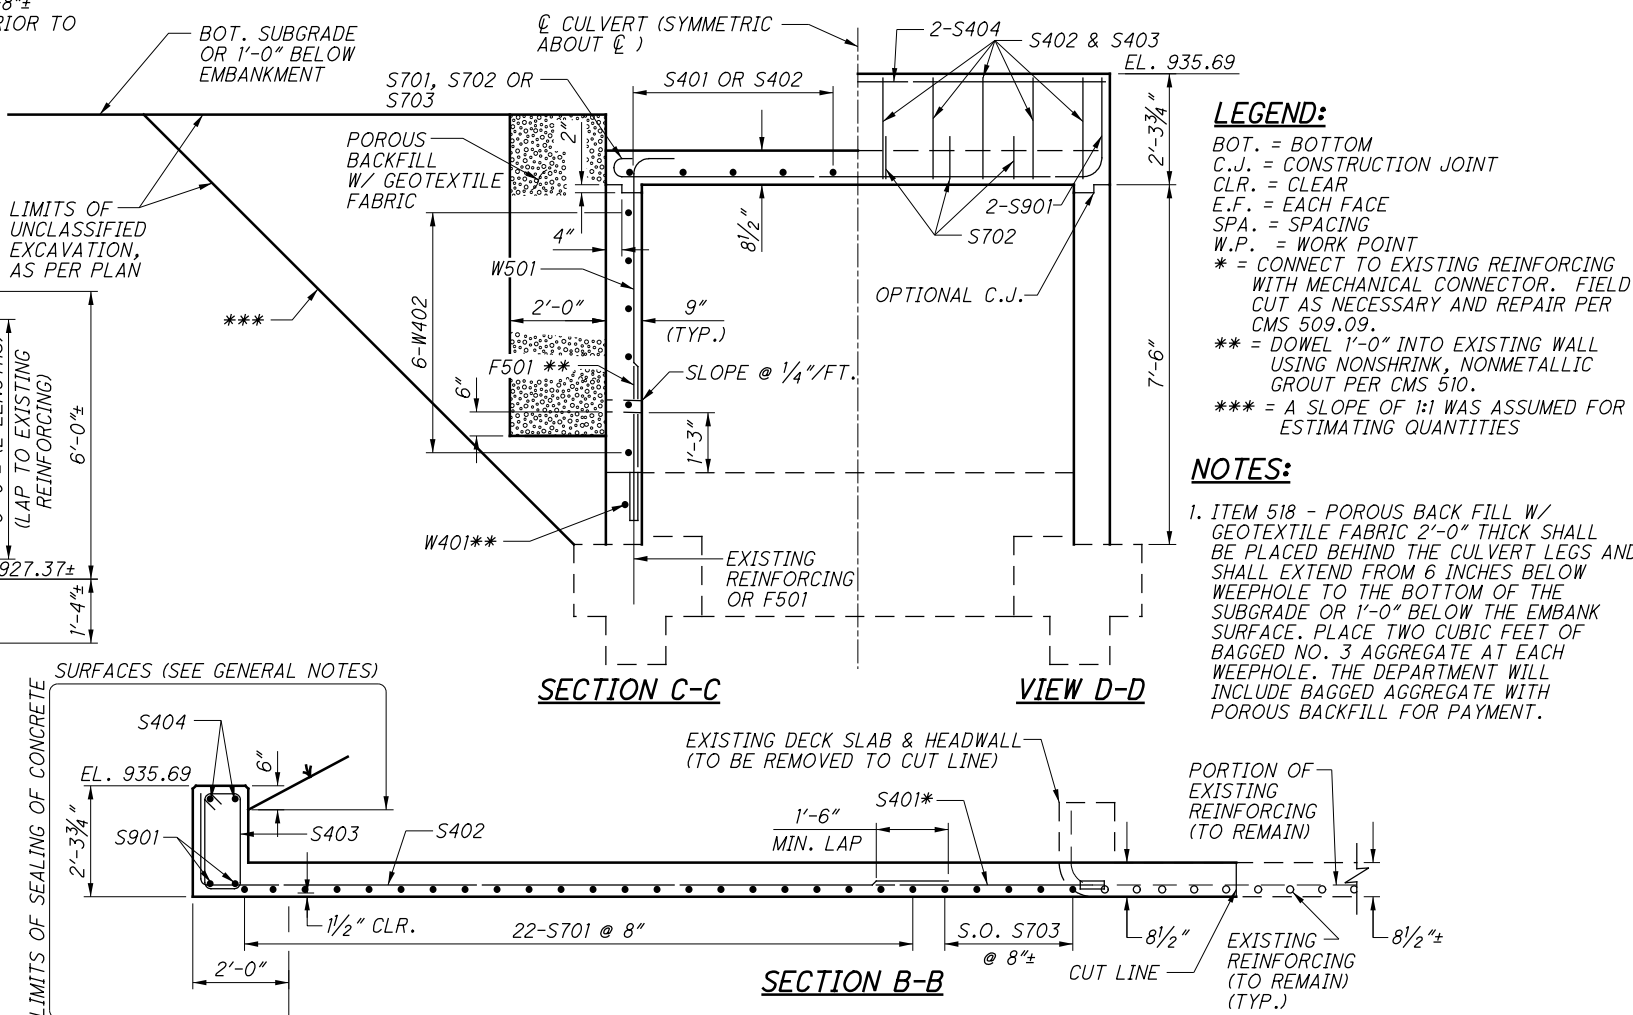 8"±
RIOR TO
BOT. SUBGRADE
OR 1'-0" BELOW
EMBANKMENT
℄ CULVERT (SYMMETRIC
ABOUT ℄ )
2-S404
S402 & S403
EL. 935.69
S701, S702 OR
S703
S401 OR S402
2"
POROUS
BACKFILL
W/ GEOTEXTILE
FABRIC
2'-3¾"
LIMITS OF
UNCLASSIFIED
EXCAVATION,
AS PER PLAN
4"
8½"
2-S901
S702
W501
OPTIONAL C.J.
***
6-W402
2'-0"
9"
(TYP.)
F501 **
SLOPE @ ¼"/FT.
6"
1'-3"
7'-6"
(LAP TO EXISTING
REINFORCING)
6'-0"±
W401**
927.37±
1'-4"±
EXISTING
REINFORCING
OR F501
SECTION C-C
VIEW D-D
LEGEND:
BOT. = BOTTOM
C.J. = CONSTRUCTION JOINT
CLR. = CLEAR
E.F. = EACH FACE
SPA. = SPACING
W.P. = WORK POINT
* = CONNECT TO EXISTING REINFORCING
WITH MECHANICAL CONNECTOR. FIELD
CUT AS NECESSARY AND REPAIR PER
CMS 509.09.
** = DOWEL 1'-0" INTO EXISTING WALL
USING NONSHRINK, NONMETALLIC
GROUT PER CMS 510.
*** = A SLOPE OF 1:1 WAS ASSUMED FOR
ESTIMATING QUANTITIES
NOTES:
1. ITEM 518 - POROUS BACK FILL W/
GEOTEXTILE FABRIC 2'-0" THICK SHALL
BE PLACED BEHIND THE CULVERT LEGS AND
SHALL EXTEND FROM 6 INCHES BELOW
WEEPHOLE TO THE BOTTOM OF THE
SUBGRADE OR 1'-0" BELOW THE EMBANK
SURFACE. PLACE TWO CUBIC FEET OF
BAGGED NO. 3 AGGREGATE AT EACH
WEEPHOLE. THE DEPARTMENT WILL
INCLUDE BAGGED AGGREGATE WITH
POROUS BACKFILL FOR PAYMENT.
LIMITS OF SEALING OF CONCRETE
SURFACES (SEE GENERAL NOTES)
S404
EL. 935.69
6"
2'-3¾"
S901
S403
S402
1½" CLR.
2'-0"
22-S701 @ 8"
EXISTING DECK SLAB & HEADWALL
(TO BE REMOVED TO CUT LINE)
1'-6"
MIN. LAP
S401*
S.O. S703
@ 8"±
8½"
CUT LINE
PORTION OF
EXISTING
REINFORCING
(TO REMAIN)
8½"±
EXISTING
REINFORCING
(TO REMAIN)
(TYP.)
SECTION B-B